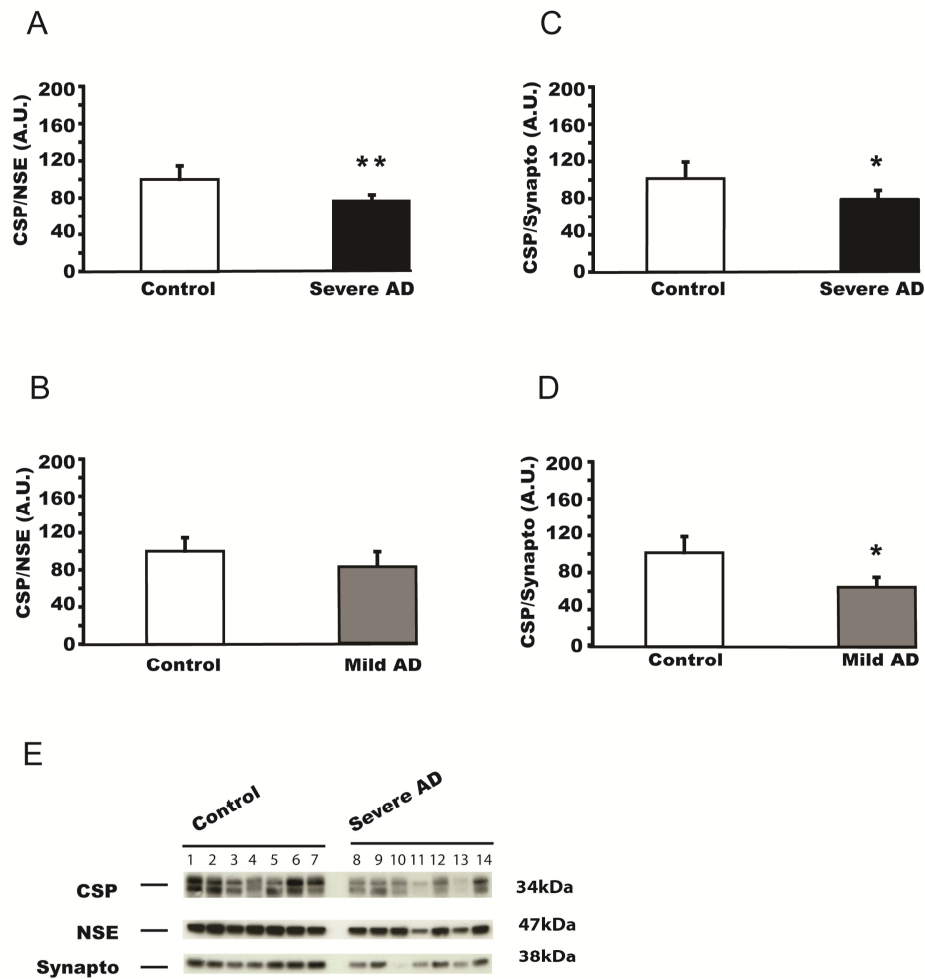 A
CSP/NSE (A.U.)
200
160
120
80
40
0
**
Control
Severe AD
C
CSP/Synapto (A.U.)
200
160
120
80
40
0
*
Control
Severe AD
B
CSP/NSE (A.U.)
200
160
120
80
40
0
Control
Mild AD
D
CSP/Synapto (A.U.)
200
160
120
80
40
0
*
Control
Mild AD
E
Control
Severe AD
1 2 3 4 5 6 7 8 9 10 11 12 13 14
CSP 34kDa
NSE 47kDa
Synapto 38kDa